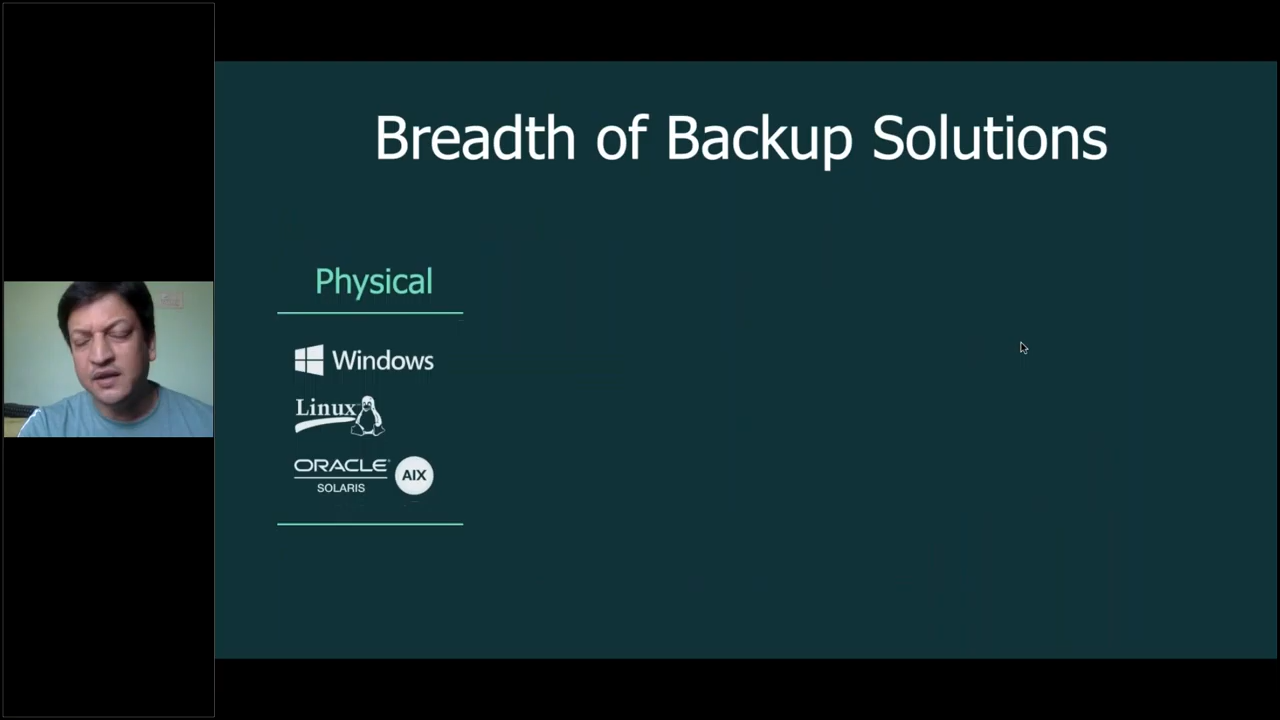 Breadth of Backup Solutions
Physical
Windows
Linux
ORACLE
SOLARIS
AIX